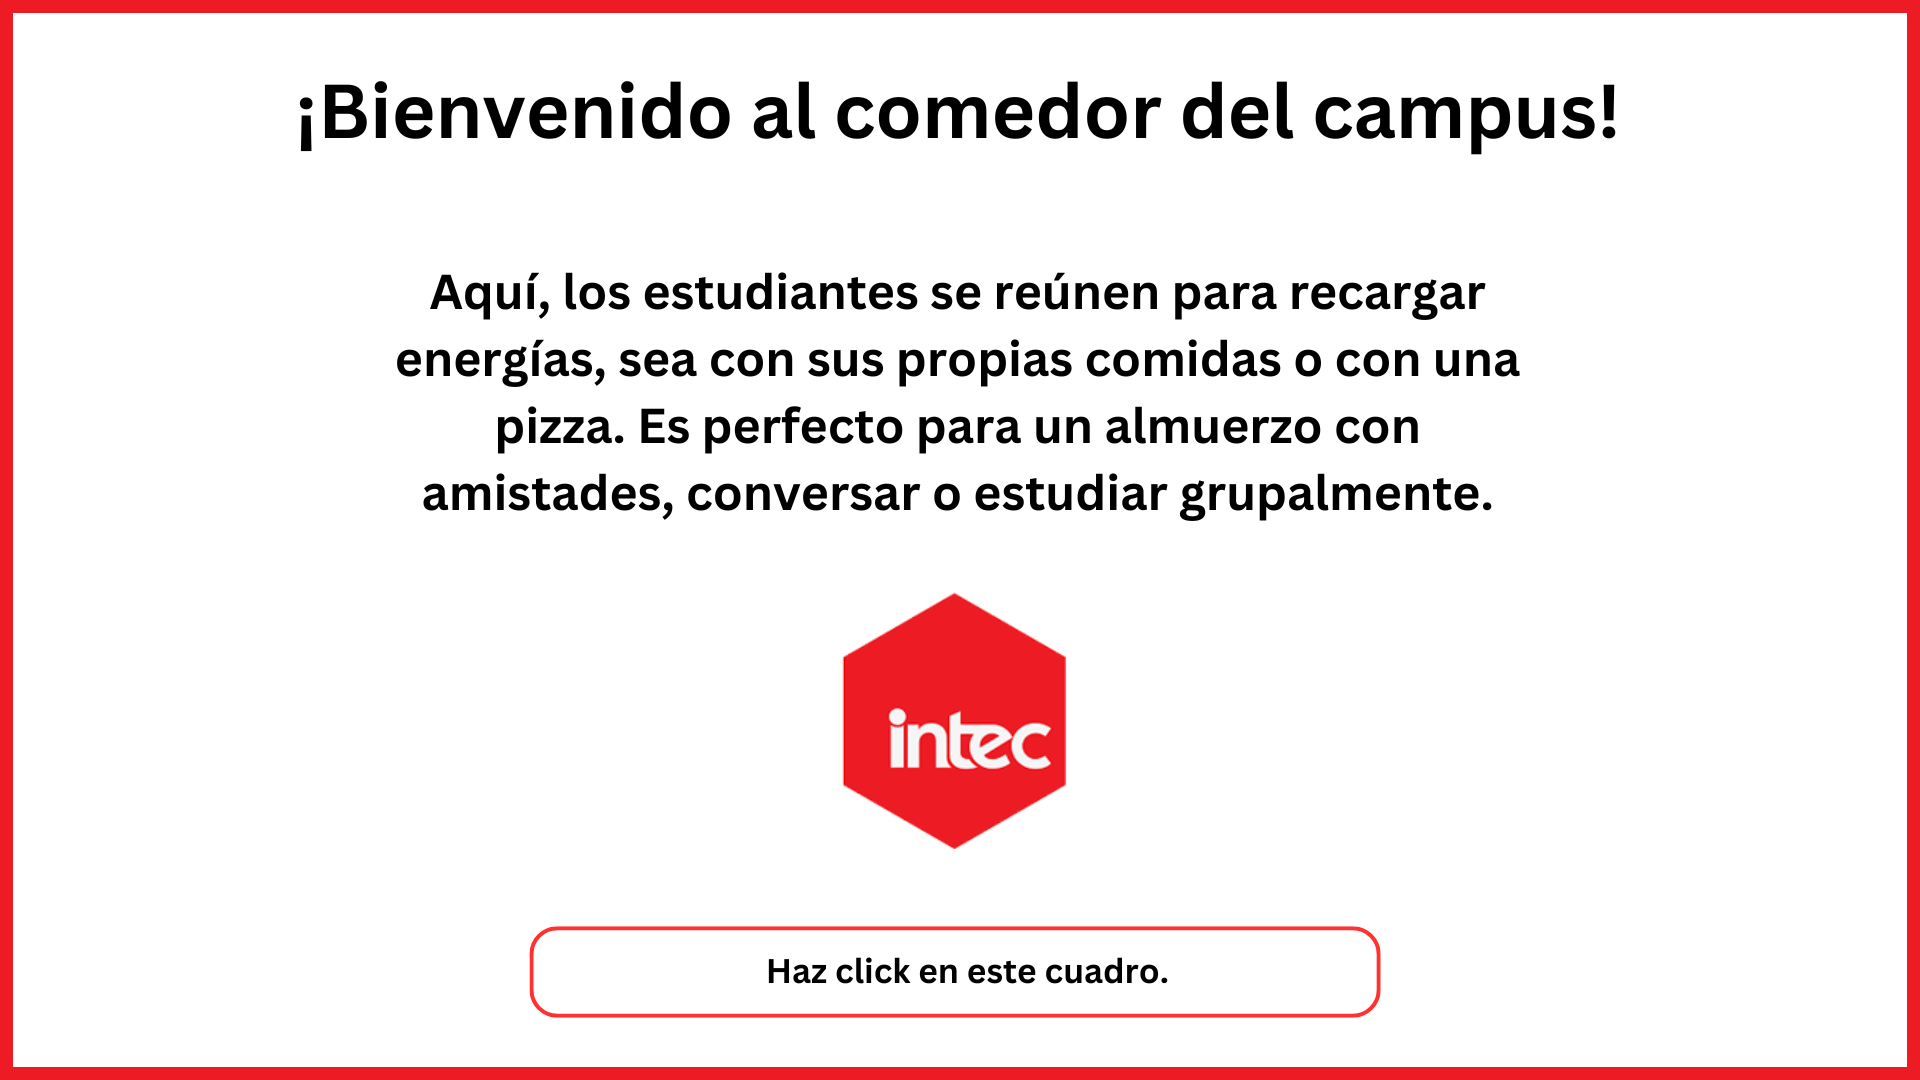 ¡Bienvenido al comedor del campus!
Aquí, los estudiantes se reúnen para recargar
energías, sea con sus propias comidas o con una
pizza. Es perfecto para un almuerzo con
amistades, conversar o estudiar grupalmente.
intec
Haz click en este cuadro.